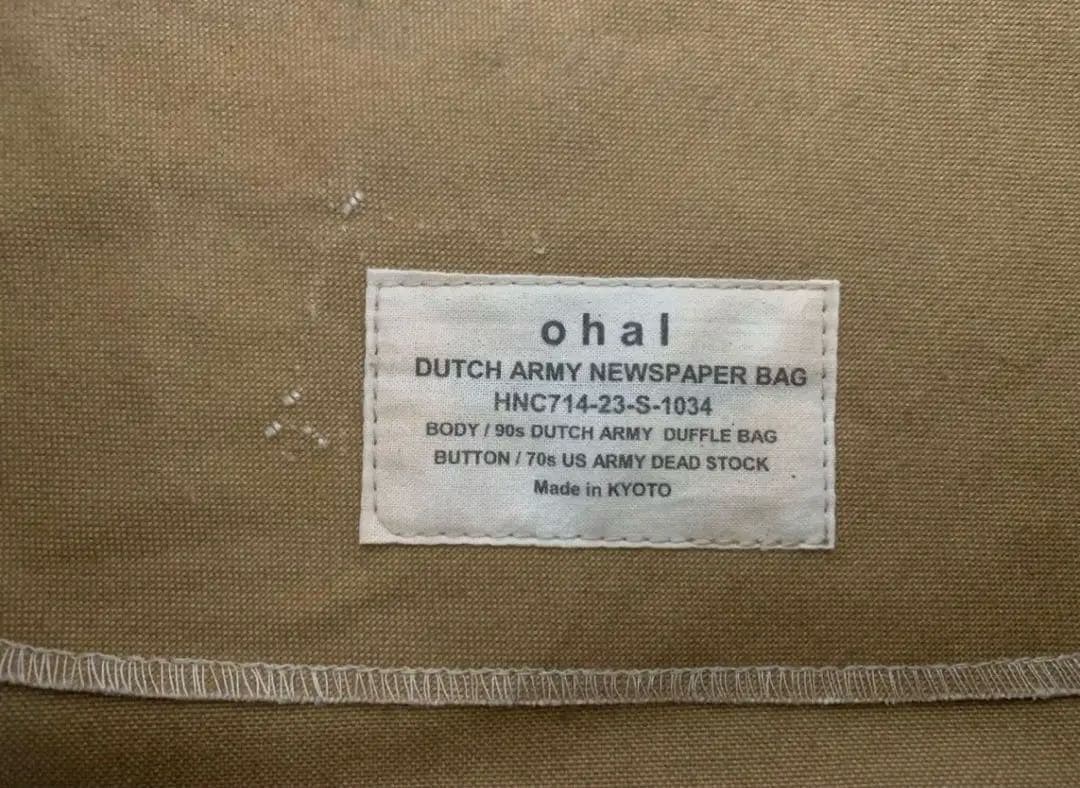 ohal
DUTCH ARMY NEWSPAPER BAG
HNC714-23-S-1034
BODY / 90s DUTCH ARMY DUFFLE BAG
BUTTON / 70s US ARMY DEAD STOCK
Made in KYOTO